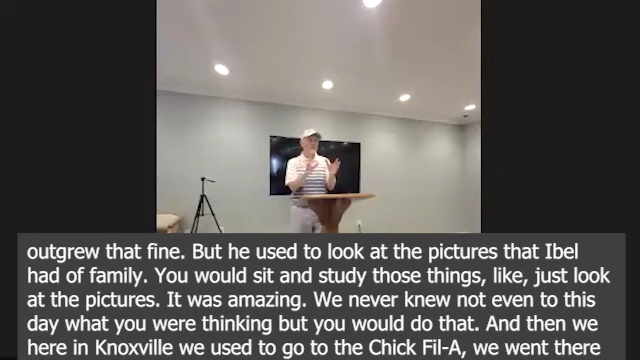 outgrew that fine. But he used to look at the pictures that Ibel
had of family. You would sit and study those things, like, just look
at the pictures. It was amazing. We never knew not even to this
day what you were thinking but you would do that. And then we
here in Knoxville we used to go to the Chick Fil-A, we went there